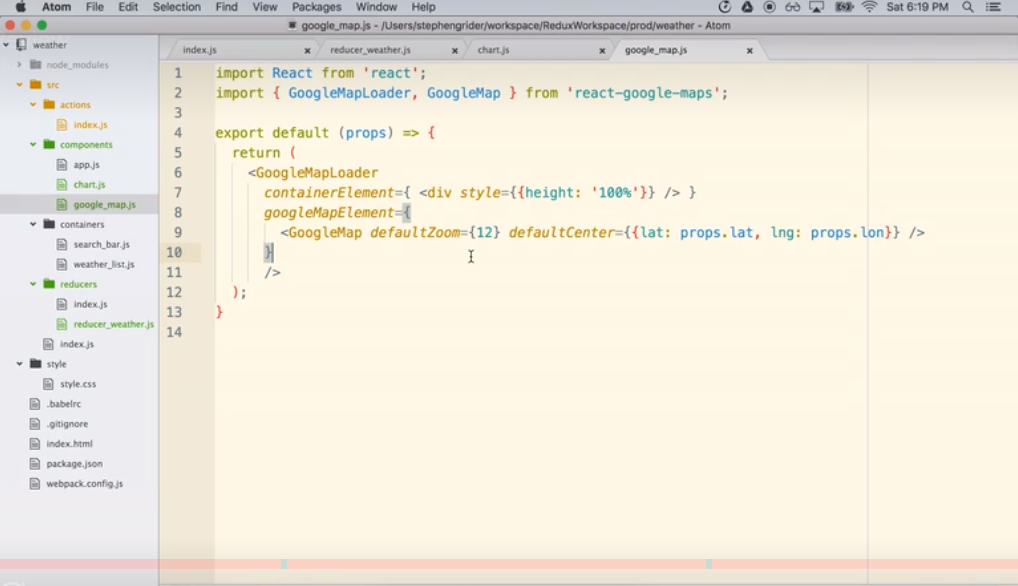 Atom File Edit Selection Find View Packages Window Help Sat 6:19 PM
google_map.js - /Users/stephengrider/workspace/ReduxWorkspace/prod/weather - Atom
weather
node_modules
src
actions
index.js
components
app.js
chart.js
google_map.js
containers
search_bar.js
weather_list.js
reducers
index.js
reducer_weather.js
index.js
style
style.css
.babelrc
.gitignore
index.html
package.json
webpack.config.js
index.js reducer_weather.js chart.js google_map.js
1 import React from 'react';
2 import { GoogleMapLoader, GoogleMap } from 'react-google-maps';
3
4 export default (props) => {
5 return (
6 <GoogleMapLoader
7 containerElement={ <div style={{height: '100%'}} /> }
8 googleMapElement={
9 <GoogleMap defaultZoom={12} defaultCenter={{lat: props.lat, lng: props.lon}} />
10 }
11 />
12 );
13 }
14